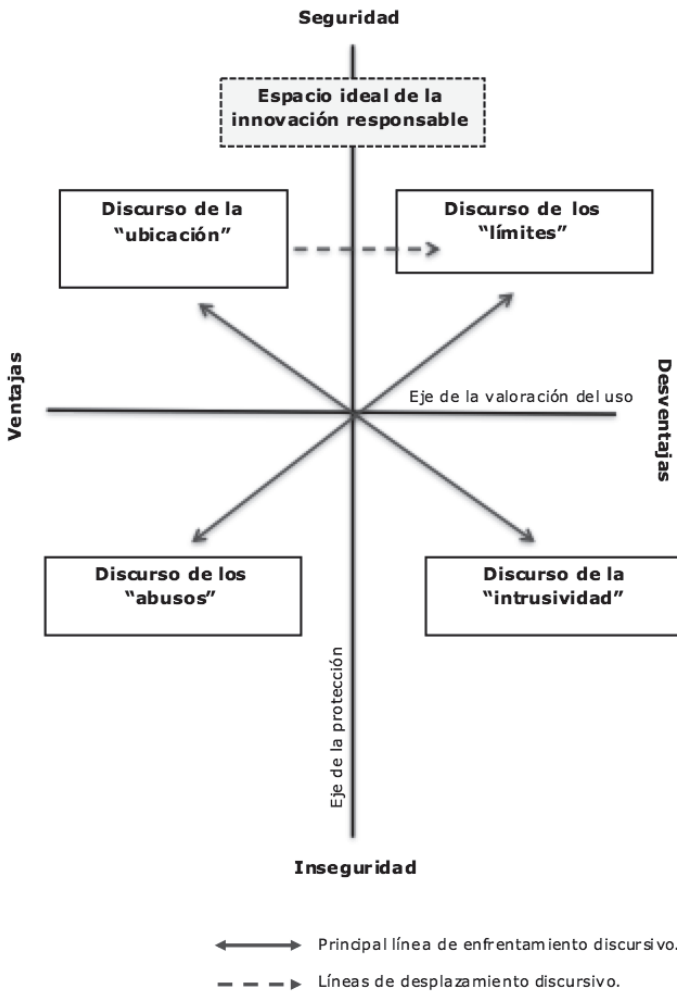 Seguridad
Espacio ideal de la
innovación responsable
Discurso de la
“ubicación”
Discurso de los
“límites”
Ventajas
Eje de la valoración del uso
Desventajas
Discurso de los
“abusos”
Discurso de la
“intrusividad”
Eje de la protección
Inseguridad
Principal línea de enfrentamiento discursivo.
Líneas de desplazamiento discursivo.